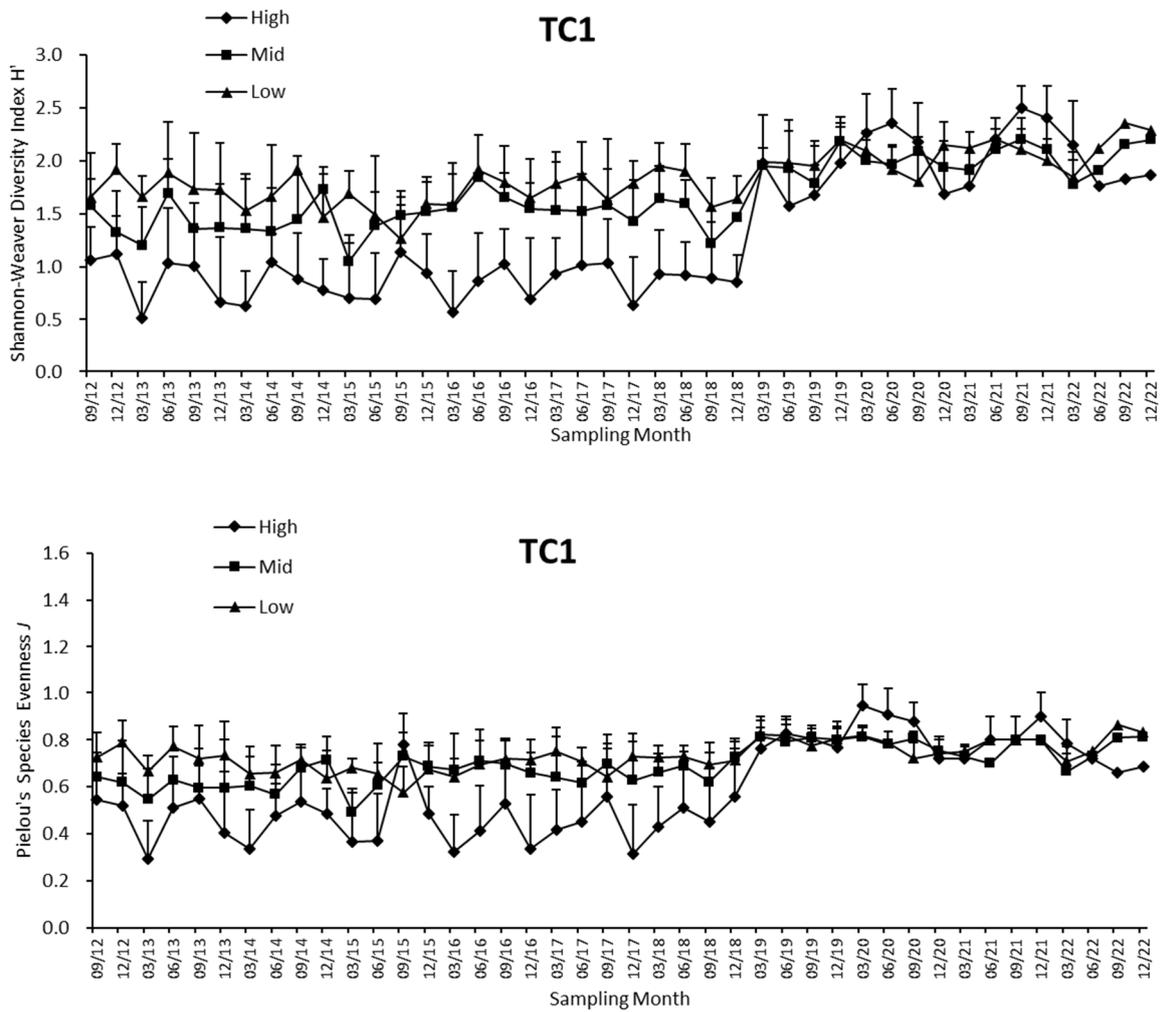 TC1
High
Mid
Low
Shannon-Weaver Diversity Index H'
3.0
2.5
2.0
1.5
1.0
0.5
0.0
09/12 12/12 03/13 06/13 09/13 12/13 03/14 06/14 09/14 12/14 03/15 06/15 09/15 12/15 03/16 06/16 09/16 12/16 03/17 06/17 09/17 12/17 03/18 06/18 09/18 12/18 03/19 06/19 09/19 12/19 03/20 06/20 09/20 12/20 03/21 06/21 09/21 12/21 03/22 06/22 09/22 12/22
Sampling Month
High
TC1
Mid
Low
Pielou's Species Evenness J
1.6
1.4
1.2
1.0
0.8
0.6
0.4
0.2
0.0
09/12 12/12 03/13 06/13 09/13 12/13 03/14 06/14 09/14 12/14 03/15 06/15 09/15 12/15 03/16 06/16 09/16 12/16 03/17 06/17 09/17 12/17 03/18 06/18 09/18 12/18 03/19 06/19 09/19 12/19 03/20 06/20 09/20 12/20 03/21 06/21 09/21 12/21 03/22 06/22 09/22 12/22
Sampling Month